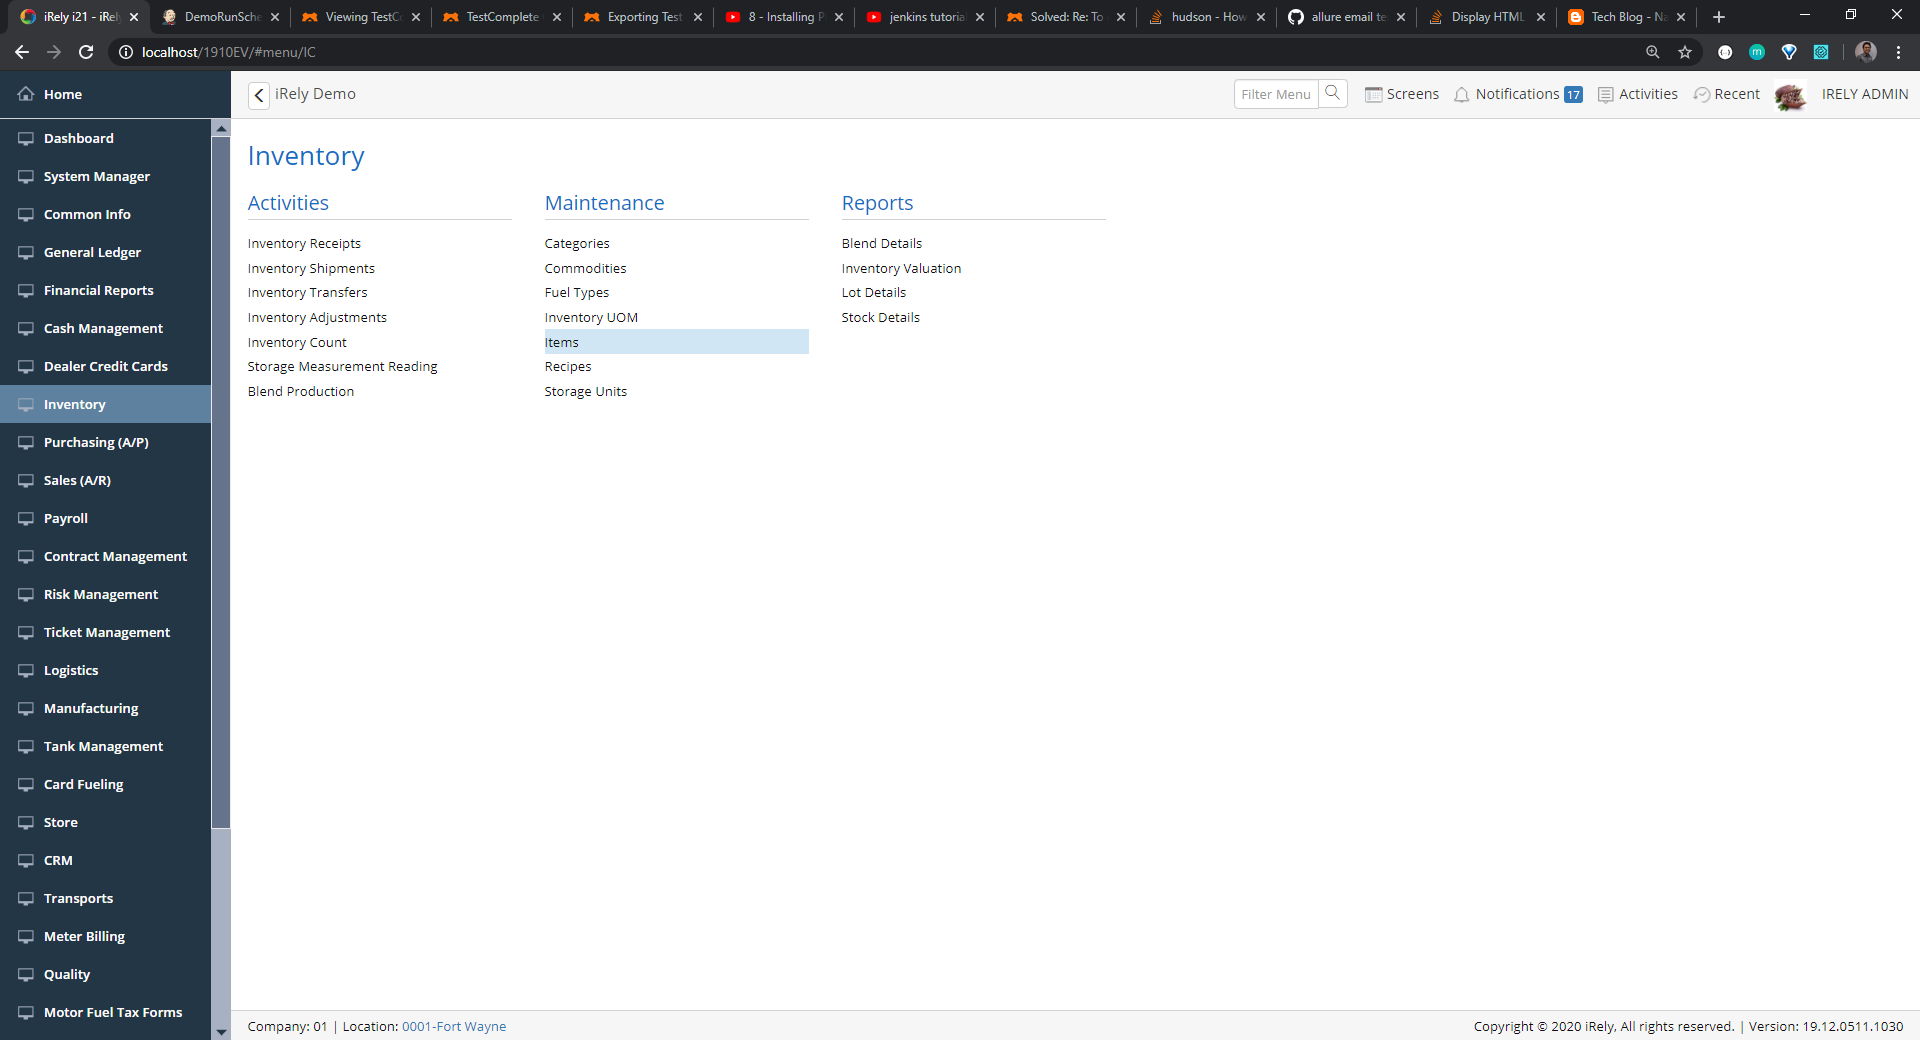 iRely i21 - iRely
DemoRunSche
Viewing TestCo
TestComplete
Exporting Test
8 - Installing P
jenkins tutorial
Solved: Re: To
hudson - How
allure email te
Display HTML
Tech Blog - Na
localhost/1910EV/#menu/IC
Home
iRely Demo
Filter Menu
Screens
Notifications 17
Activities
Recent
IRELY ADMIN
Dashboard
System Manager
Common Info
General Ledger
Financial Reports
Cash Management
Dealer Credit Cards
Inventory
Purchasing (A/P)
Sales (A/R)
Payroll
Contract Management
Risk Management
Ticket Management
Logistics
Manufacturing
Tank Management
Card Fueling
Store
CRM
Transports
Meter Billing
Quality
Motor Fuel Tax Forms
Inventory
Activities
Inventory Receipts
Inventory Shipments
Inventory Transfers
Inventory Adjustments
Inventory Count
Storage Measurement Reading
Blend Production
Maintenance
Categories
Commodities
Fuel Types
Inventory UOM
Items
Recipes
Storage Units
Reports
Blend Details
Inventory Valuation
Lot Details
Stock Details
Company: 01 | Location: 0001-Fort Wayne
Copyright © 2020 iRely, All rights reserved. | Version: 19.12.0511.1030